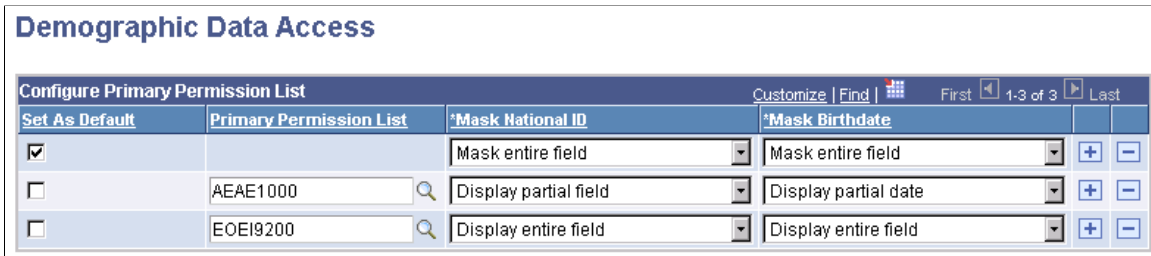 Demographic Data Access
Configure Primary Permission List Customize | Find | First 1-3 of 3 Last
Set As Default Primary Permission List *Mask National ID *Mask Birthdate
Mask entire field Mask entire field
AEAE1000 Display partial field Display partial date
EOEI9200 Display entire field Display entire field